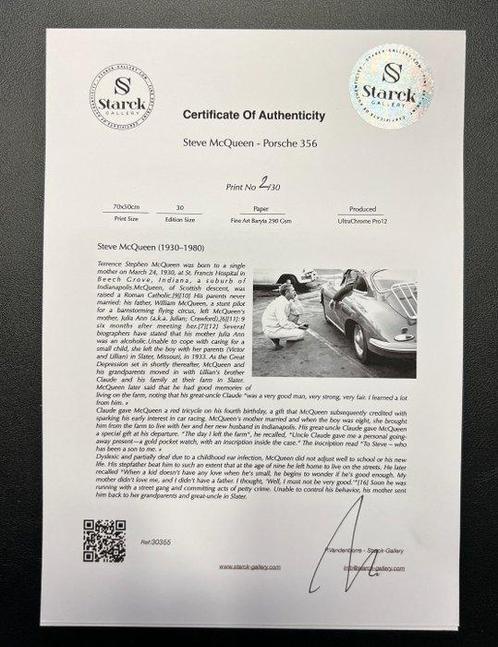 Starck
GALLERY
Starck
GALLERY
Certificate Of Authenticity
Steve McQueen - Porsche 356
Print No 2/30
70x50cm 30 Paper Produced
Print Size Edition Size Fine Art Baryta 290 Gsm UltraChrome Pro12
Steve McQueen (1930–1980)
Terrence Stephen McQueen was born to a single
mother on March 24, 1930, at St. Francis Hospital in
Beech Grove, Indiana, a suburb of
Indianapolis.McQueen, of Scottish descent, was
raised a Roman Catholic.[9][10] His parents never
married: his father, William McQueen, a stunt pilot
for a barnstorming flying circus, left McQueen's
mother, Julia Ann (a.k.a. Julian; Crawford),[6][11]: 9
six months after meeting her.[7][12] Several
biographers have stated that his mother Julia Ann
was an alcoholic.Unable to cope with caring for a
small child, she left the boy with her parents (Victor
and Lillian) in Slater, Missouri, in 1933. As the Great
Depression set in shortly thereafter, McQueen and
his grandparents moved in with Lillian's brother
Claude and his family at their farm in Slater.
McQueen later said that he had good memories of
living on the farm, noting that his great-uncle Claude "was a very good man, very strong, very fair. I learned a lot
from him. »
Claude gave McQueen a red tricycle on his fourth birthday, a gift that McQueen subsequently credited with
sparking his early interest in car racing. McQueen's mother married and when the boy was eight, she brought
him from the farm to live with her and her new husband in Indianapolis. His great-uncle Claude gave McQueen
a special gift at his departure. "The day I left the farm", he recalled, "Uncle Claude gave me a personal going-
away present—a gold pocket watch, with an inscription inside the case." The inscription read "To Steve – who
has been a son to me. »
Dyslexic and partially deaf due to a childhood ear infection, McQueen did not adjust well to school or his new
life. His stepfather beat him to such an extent that at the age of nine he left home to live on the streets. He later
recalled "When a kid doesn't have any love when he's small, he begins to wonder if he's good enough. My
mother didn't love me, and I didn't have a father. I thought, 'Well, I must not be very good.'"[16] Soon he was
running with a street gang and committing acts of petty crime. Unable to control his behavior, his mother sent
him back to her grandparents and great-uncle in Slater.
Ref:30355
Vandenborris - Starck-Gallery
www.starck-gallery.com
info@starck-gallery.com